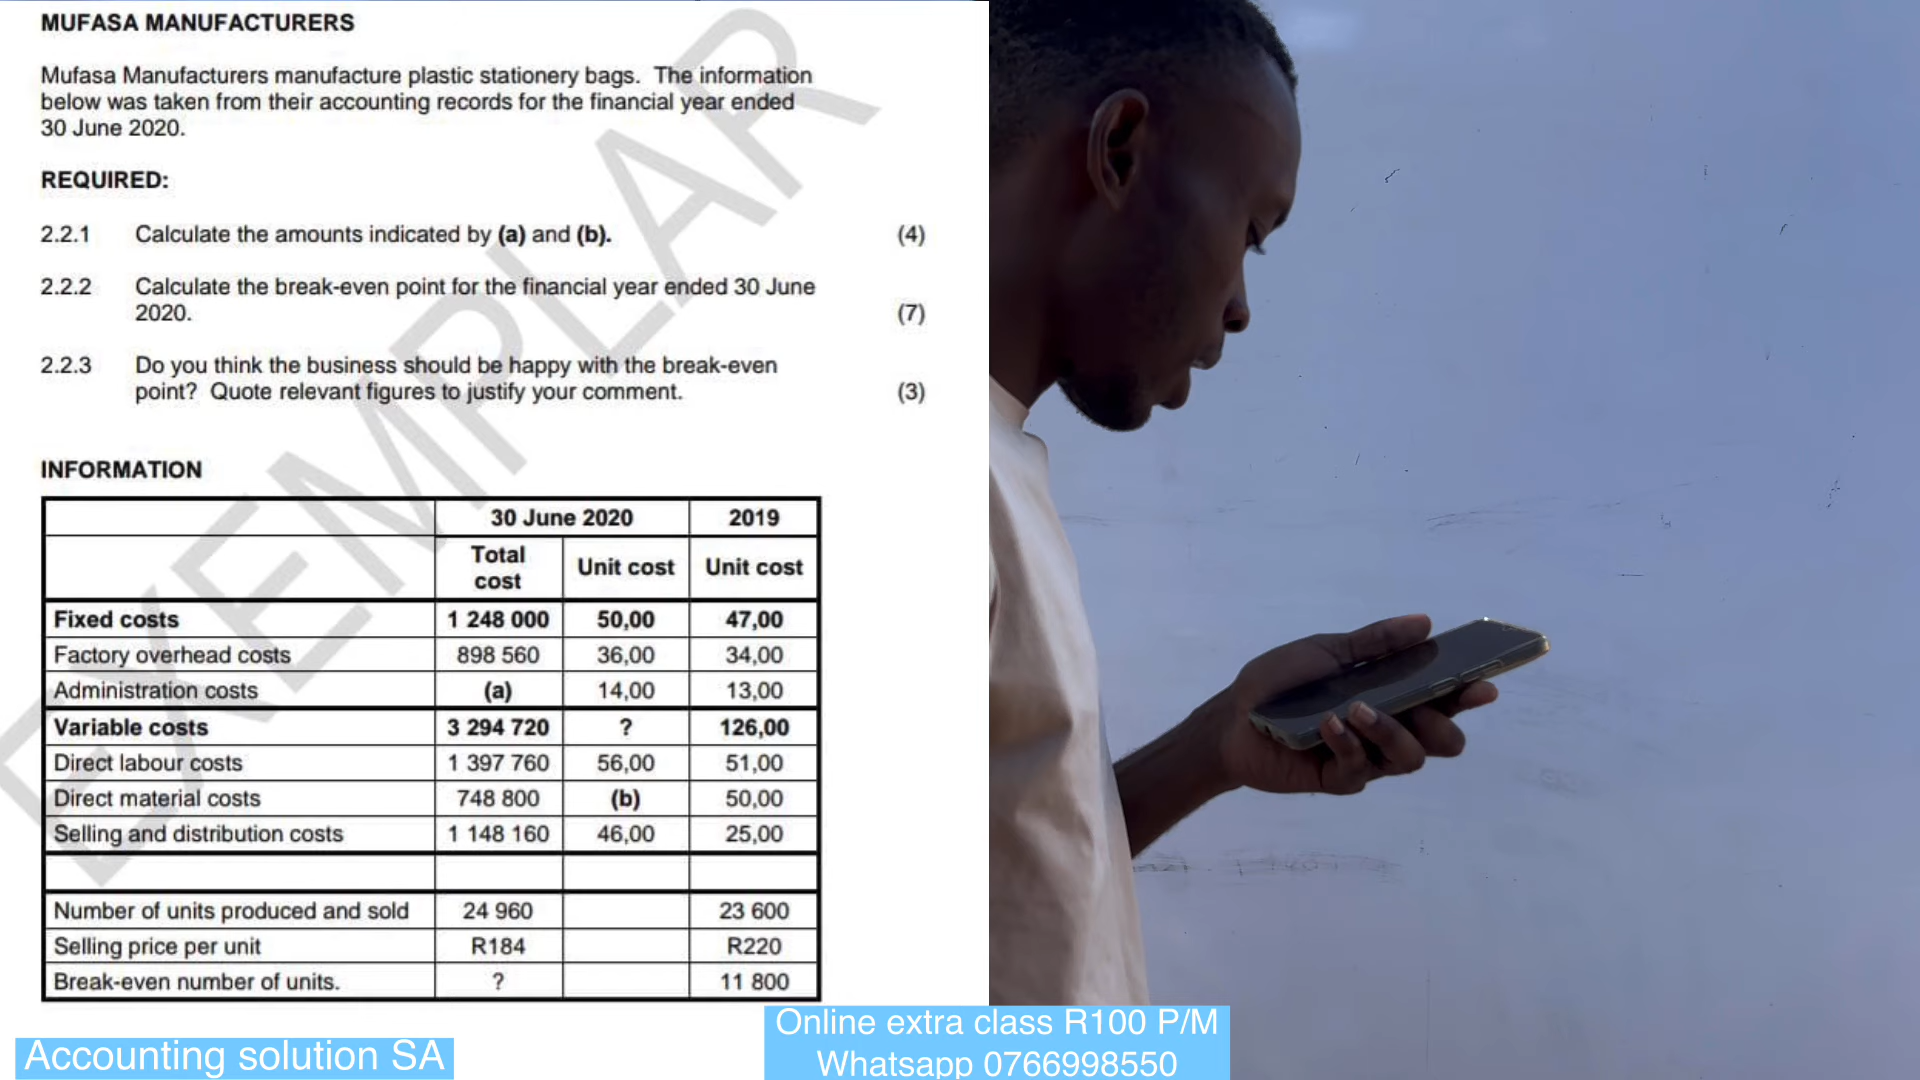 MUFASA MANUFACTURERS
Mufasa Manufacturers manufacture plastic stationery bags. The information
below was taken from their accounting records for the financial year ended
30 June 2020.
REQUIRED:
2.2.1 Calculate the amounts indicated by (a) and (b). (4)
2.2.2 Calculate the break-even point for the financial year ended 30 June
2020. (7)
2.2.3 Do you think the business should be happy with the break-even
point? Quote relevant figures to justify your comment. (3)
INFORMATION
30 June 2020 2019
Total
cost Unit cost Unit cost
Fixed costs 1 248 000 50,00 47,00
Factory overhead costs 898 560 36,00 34,00
Administration costs (a) 14,00 13,00
Variable costs 3 294 720 ? 126,00
Direct labour costs 1 397 760 56,00 51,00
Direct material costs 748 800 (b) 50,00
Selling and distribution costs 1 148 160 46,00 25,00
Number of units produced and sold 24 960 23 600
Selling price per unit R184 R220
Break-even number of units. ? 11 800
EXEMPLAR
Accounting solution SA
Online extra class R100 P/M
Whatsapp 0766998550